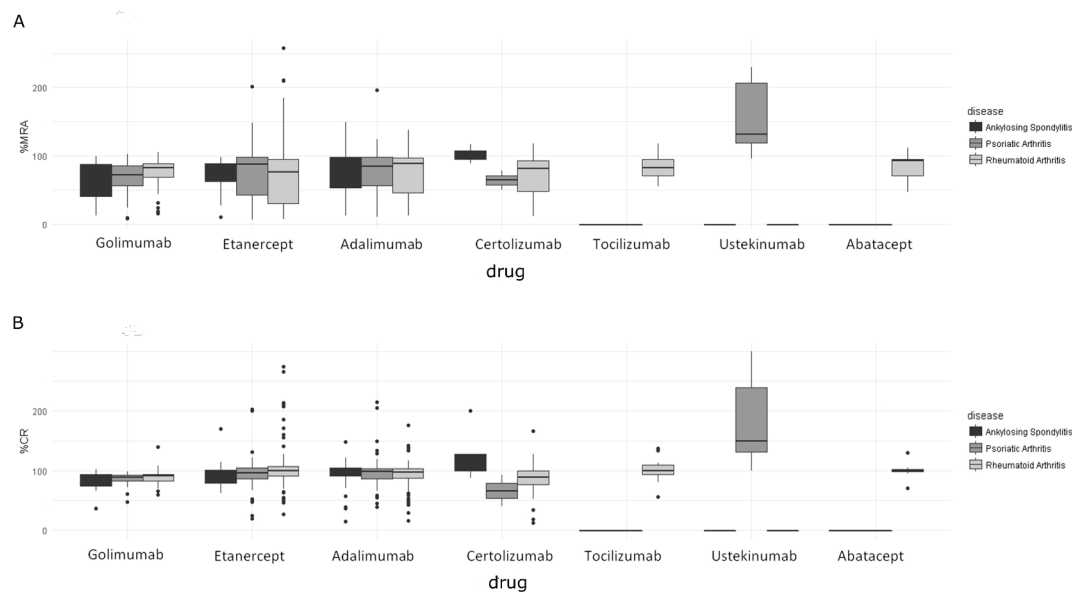 A
%MRA
200
100
0
Golimumab Etanercept Adalimumab Certolizumab Tocilizumab Ustekinumab Abatacept
drug
disease
Ankylosing Spondylitis
Psoriatic Arthritis
Rheumatoid Arthritis
B
%CR
200
100
0
Golimumab Etanercept Adalimumab Certolizumab Tocilizumab Ustekinumab Abatacept
drug
disease
Ankylosing Spondylitis
Psoriatic Arthritis
Rheumatoid Arthritis